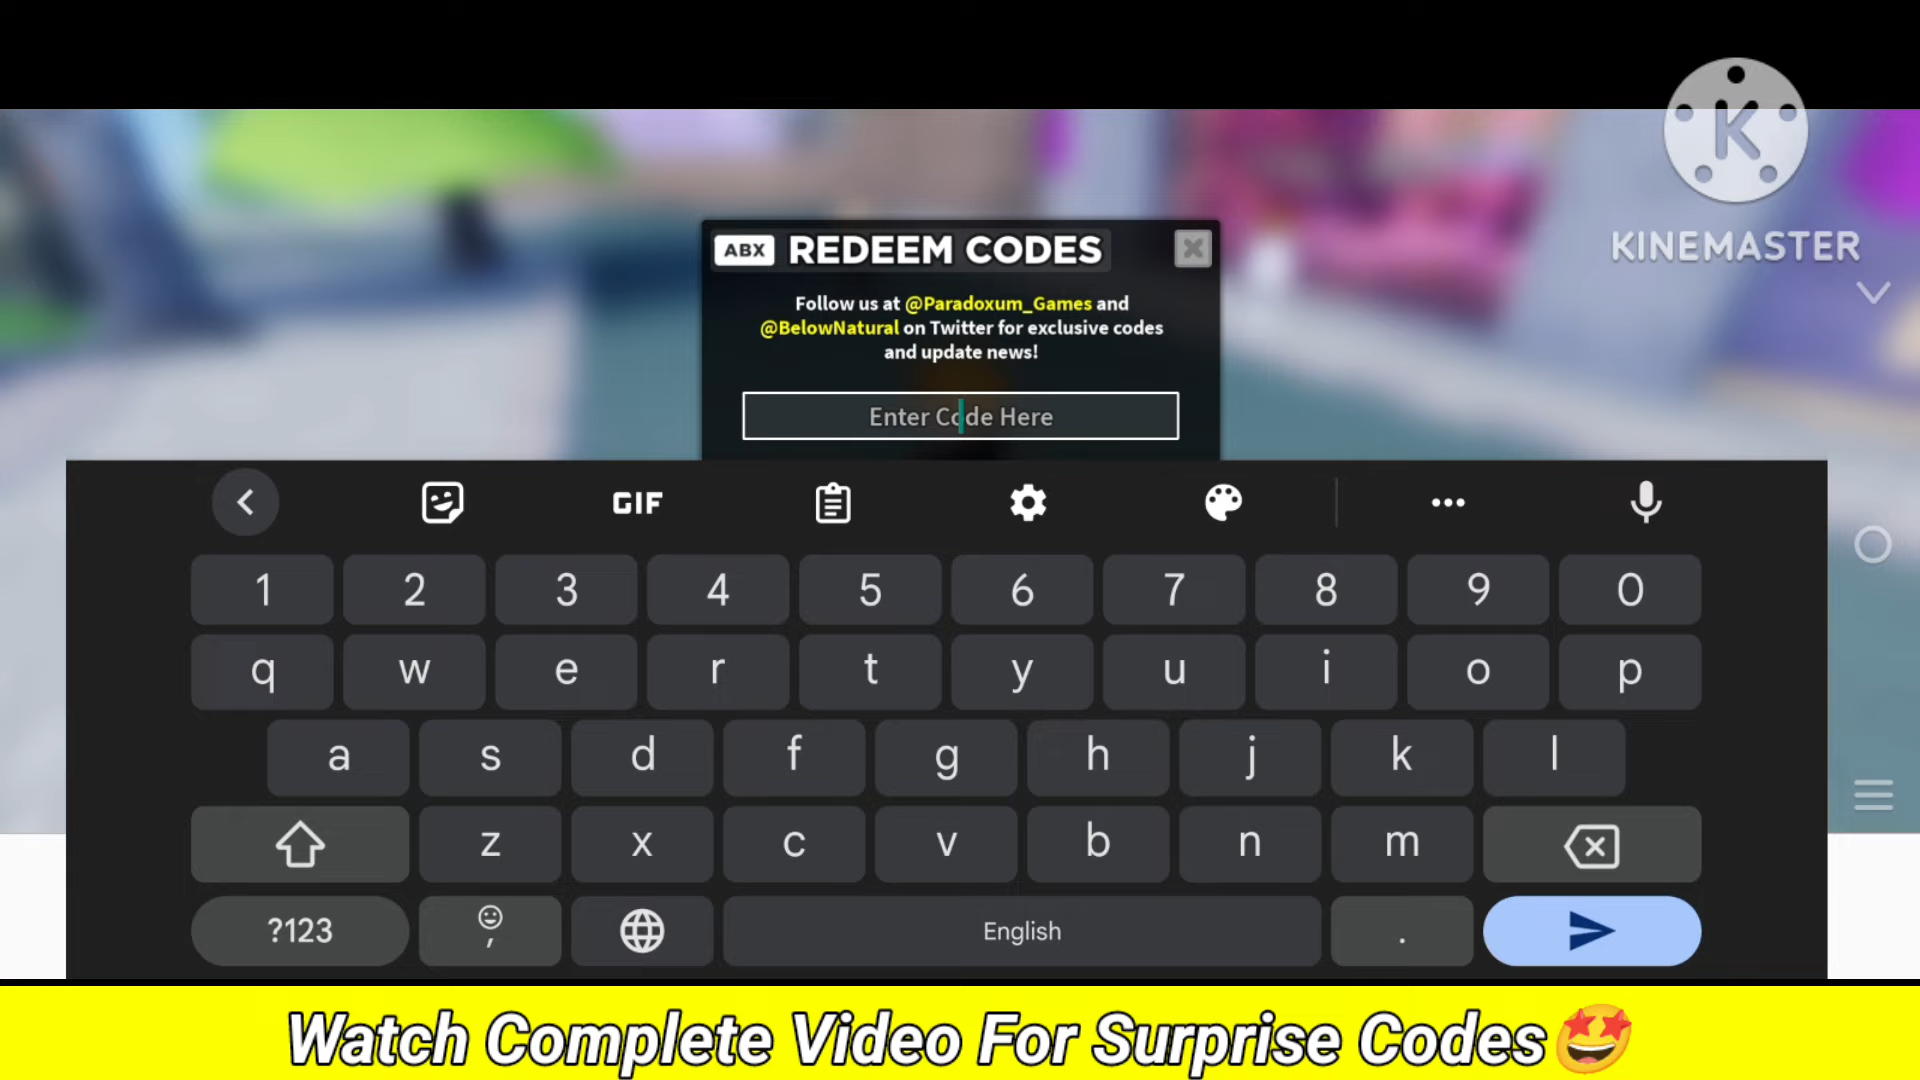 K
KINEMASTER
ABX REDEEM CODES
Follow us at @Paradoxum_Games and
@BelowNatural on Twitter for exclusive codes
and update news!
Enter Code Here
GIF
1 2 3 4 5 6 7 8 9 0
q w e r t y u i o p
a s d f g h j k l
z x c v b n m
?123 , English .
Watch Complete Video For Surprise Codes🤩